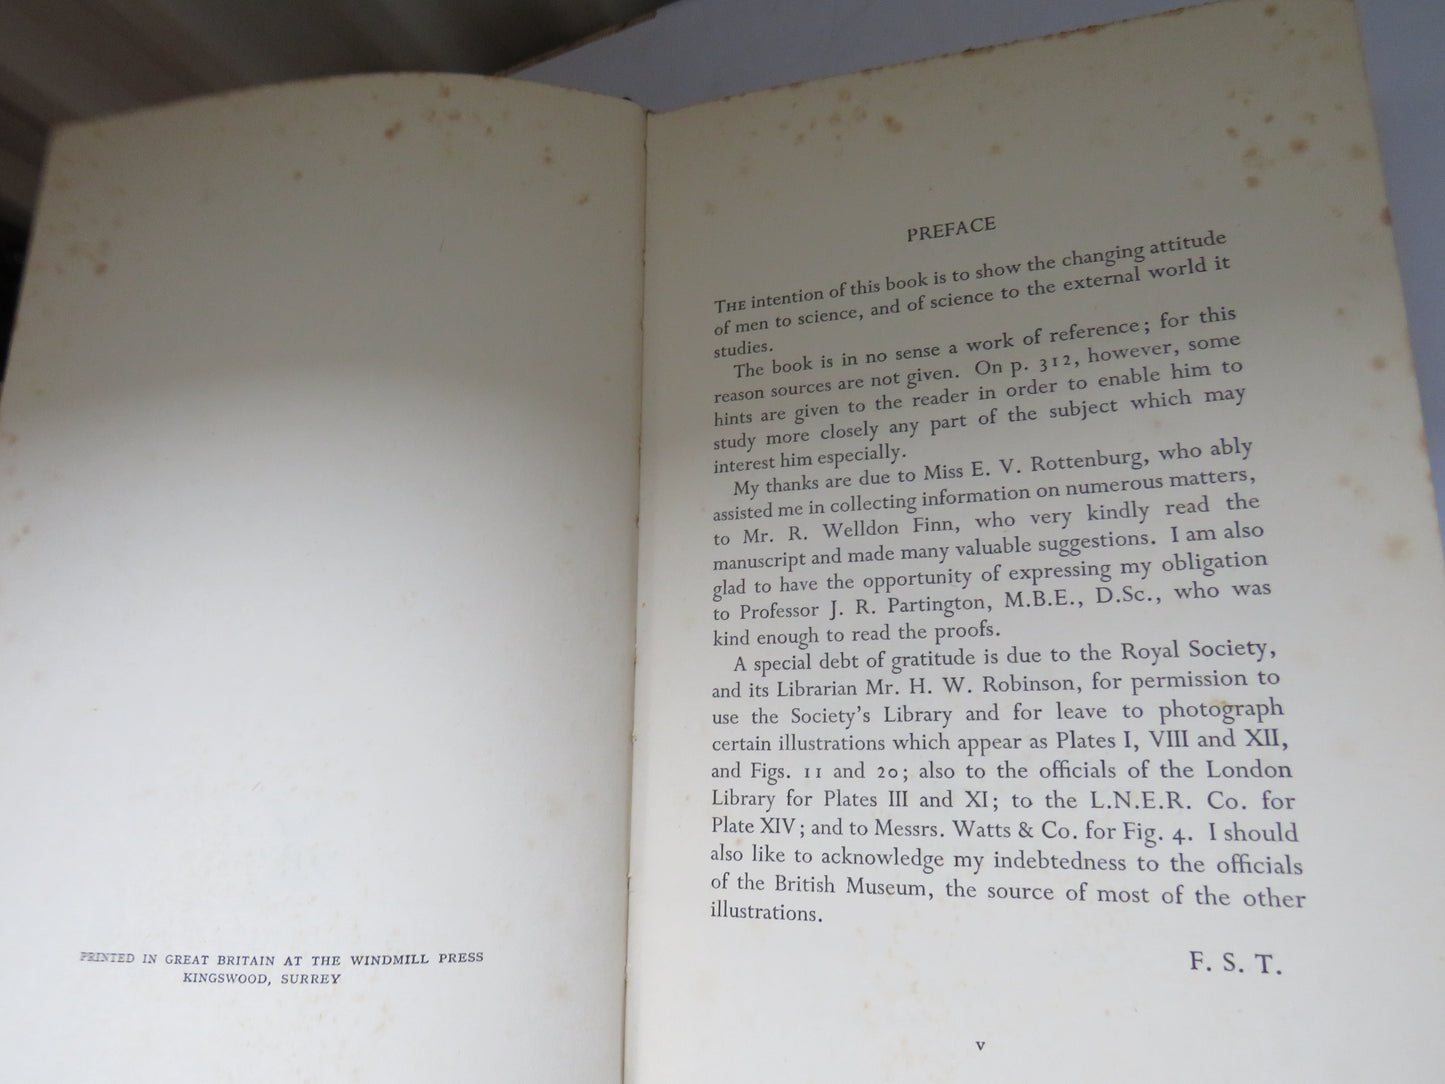 PRINTED IN GREAT BRITAIN AT THE WINDMILL PRESS
KINGSWOOD, SURREY
PREFACE
THE intention of this book is to show the changing attitude
of men to science, and of science to the external world it
studies.
The book is in no sense a work of reference; for this
reason sources are not given. On p. 312, however, some
hints are given to the reader in order to enable him to
study more closely any part of the subject which may
interest him especially.
My thanks are due to Miss E. V. Rottenburg, who ably
assisted me in collecting information on numerous matters,
to Mr. R. Welldon Finn, who very kindly read the
manuscript and made many valuable suggestions. I am also
glad to have the opportunity of expressing my obligation
to Professor J. R. Partington, M.B.E., D.Sc., who was
kind enough to read the proofs.
A special debt of gratitude is due to the Royal Society,
and its Librarian Mr. H. W. Robinson, for permission to
use the Society's Library and for leave to photograph
certain illustrations which appear as Plates I, VIII and XII,
and Figs. 11 and 20; also to the officials of the London
Library for Plates III and XI; to the L.N.E.R. Co. for
Plate XIV; and to Messrs. Watts & Co. for Fig. 4. I should
also like to acknowledge my indebtedness to the officials
of the British Museum, the source of most of the other
illustrations.
F. S. T.
v